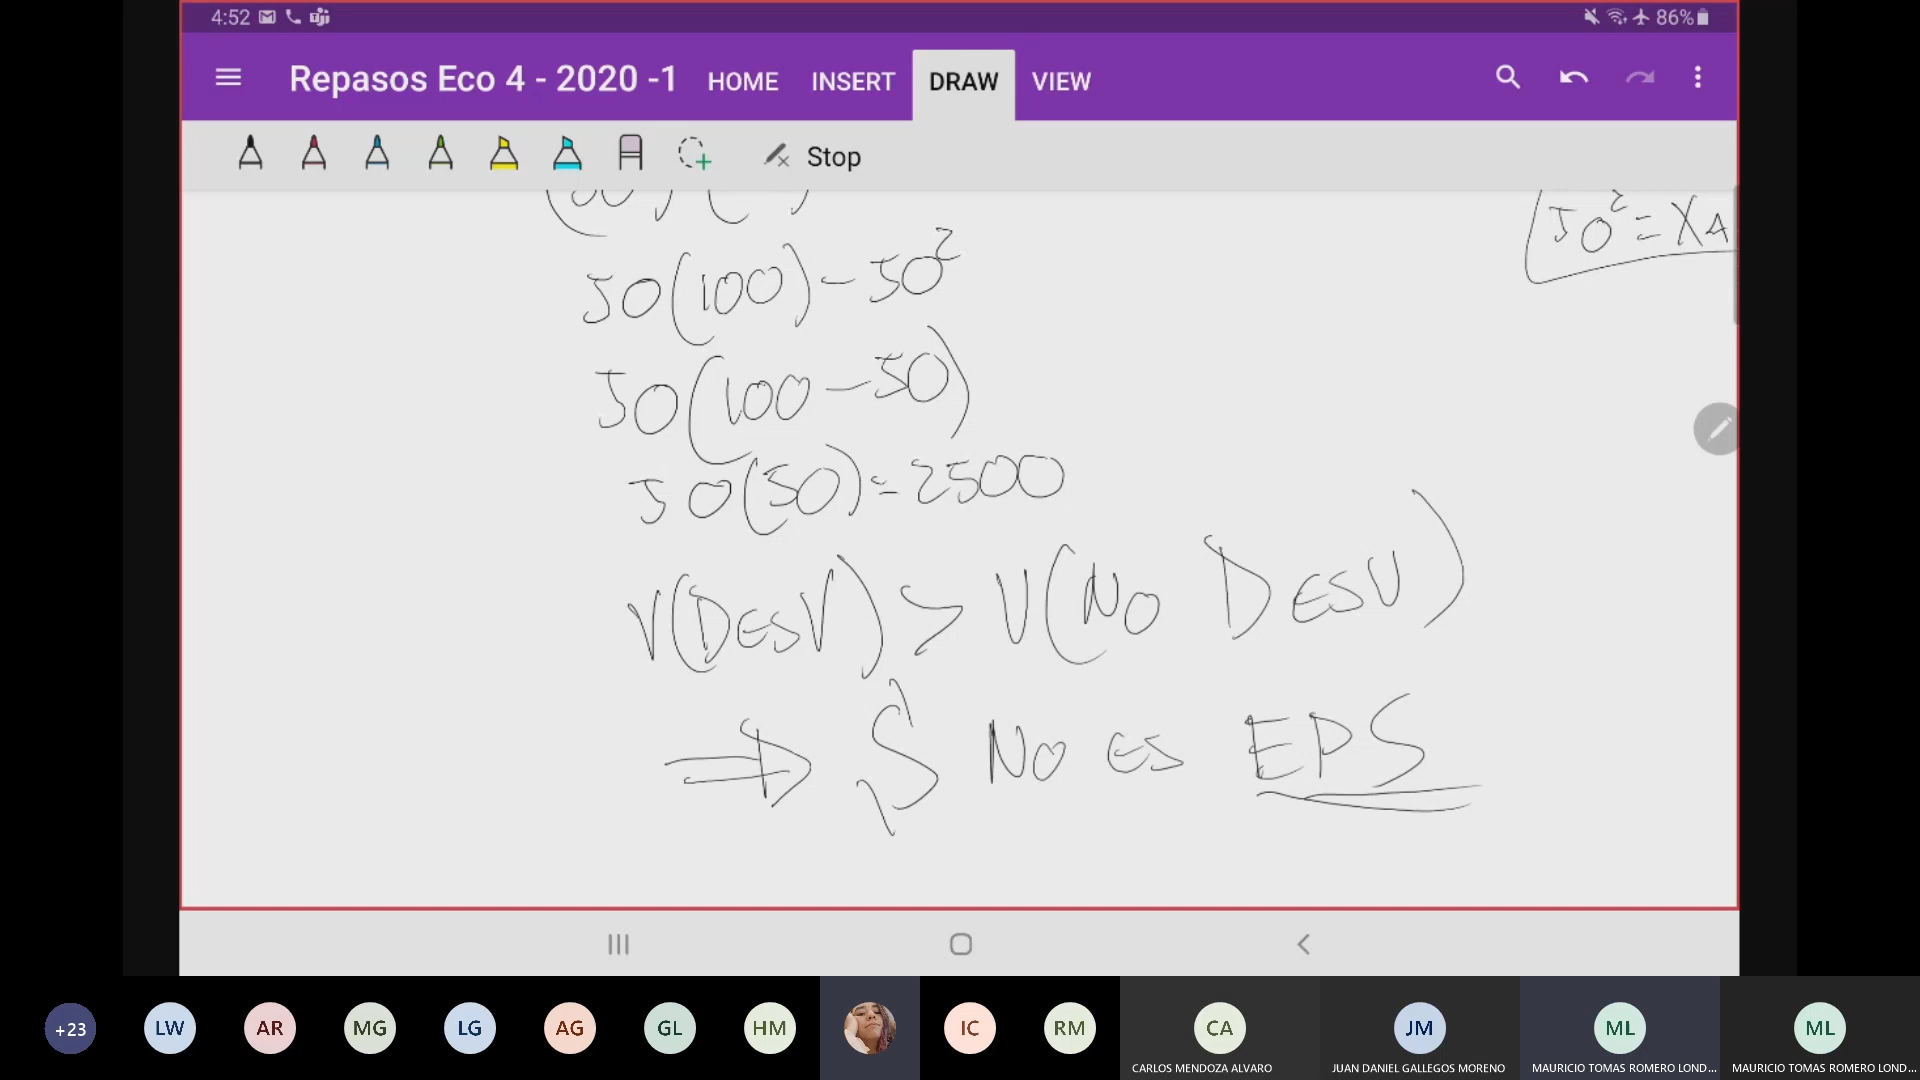 4:52 86%
Repasos Eco 4 - 2020 -1 HOME INSERT DRAW VIEW
Stop
50² = XA
50(100) - 50²
50(100 - 50)
50(50) = 2500
V(DESV) > V(NO DESV)
⇒ S NO ES EPS
+23 LW AR MG LG AG GL HM IC RM CA JM ML ML
CARLOS MENDOZA ALVARO JUAN DANIEL GALLEGOS MORENO MAURICIO TOMAS ROMERO LOND... MAURICIO TOMAS ROMERO LOND...